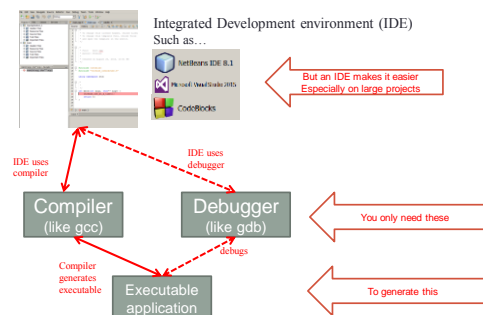 Integrated Development environment (IDE)
Such as…
NetBeans IDE 8.1
Microsoft Visual Studio 2015
CodeBlocks
But an IDE makes it easier
Especially on large projects
IDE uses
compiler
IDE uses
debugger
Compiler
(like gcc)
Debugger
(like gdb)
You only need these
Compiler
generates
executable
debugs
Executable
application
To generate this